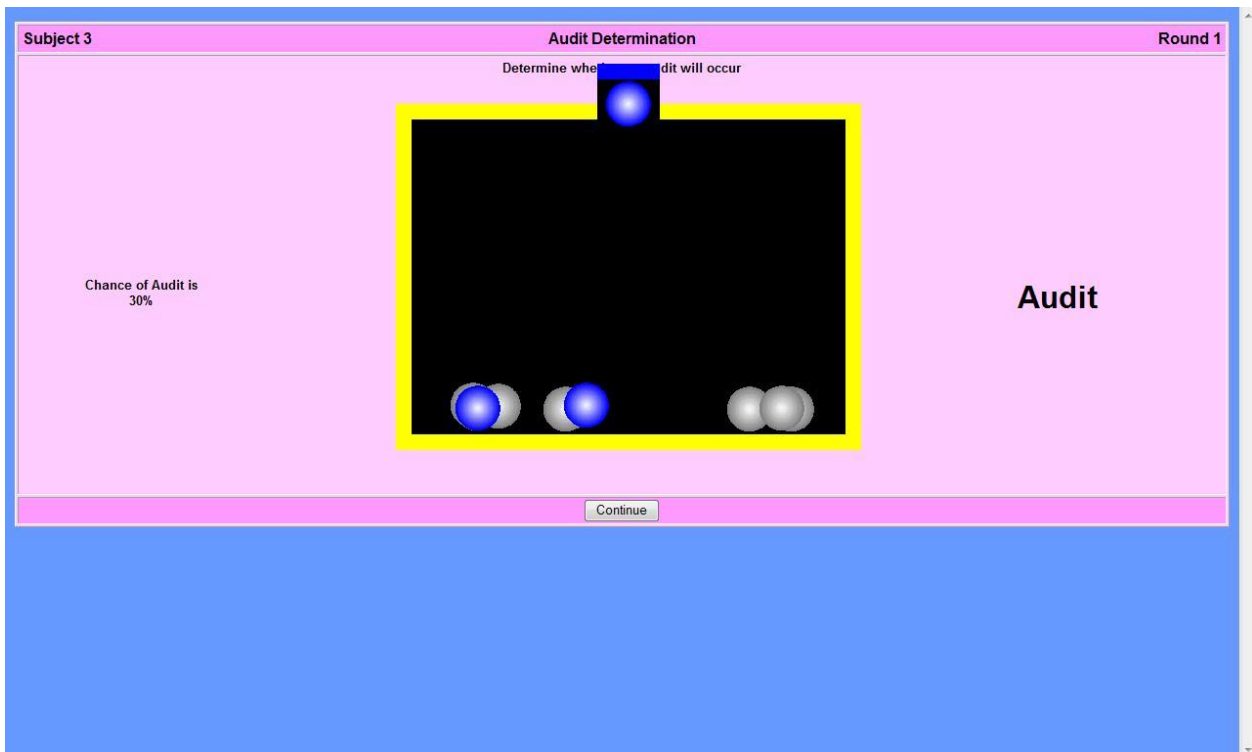 Subject 3
Audit Determination
Round 1
Determine whe dit will occur
Chance of Audit is
30%
Audit
Continue